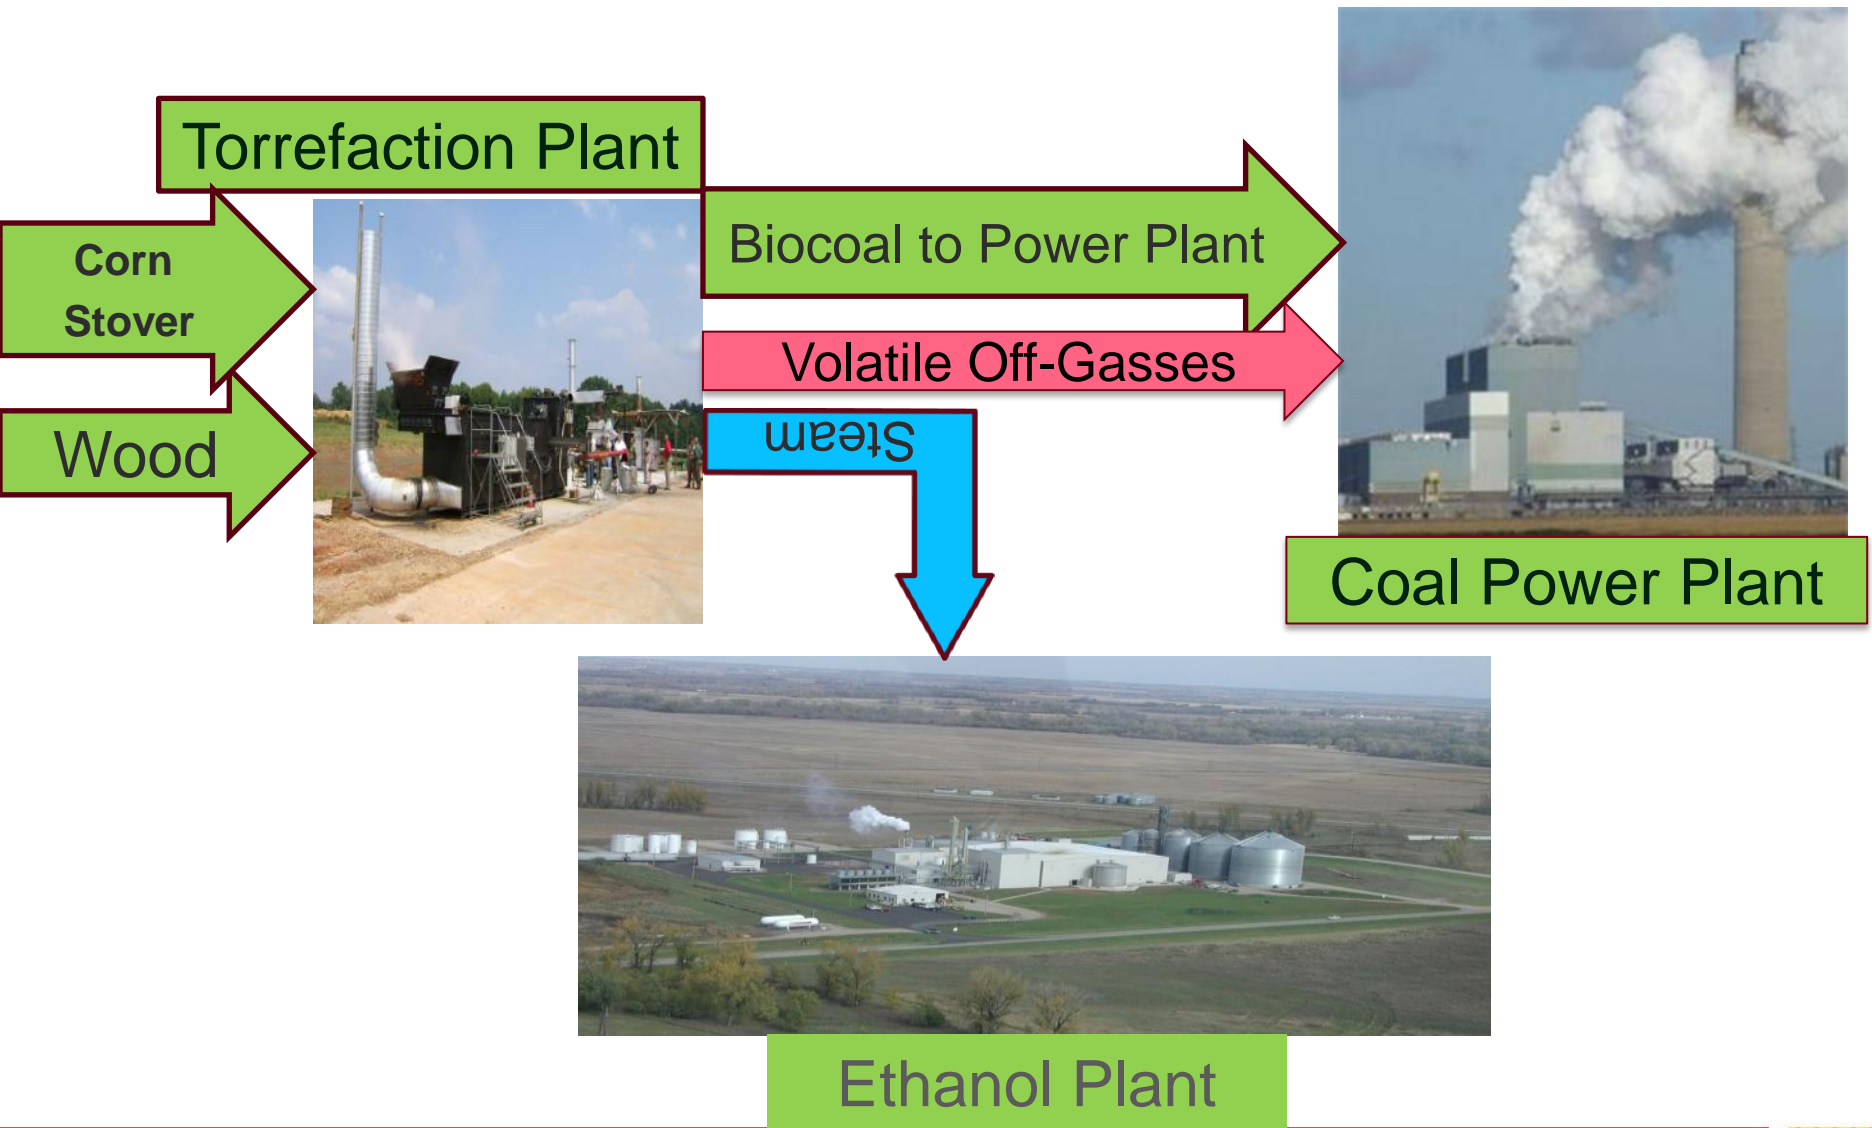 Torrefaction Plant
Corn
Stover
Wood
Biocoal to Power Plant
Volatile Off-Gasses
Steam
Coal Power Plant
Ethanol Plant